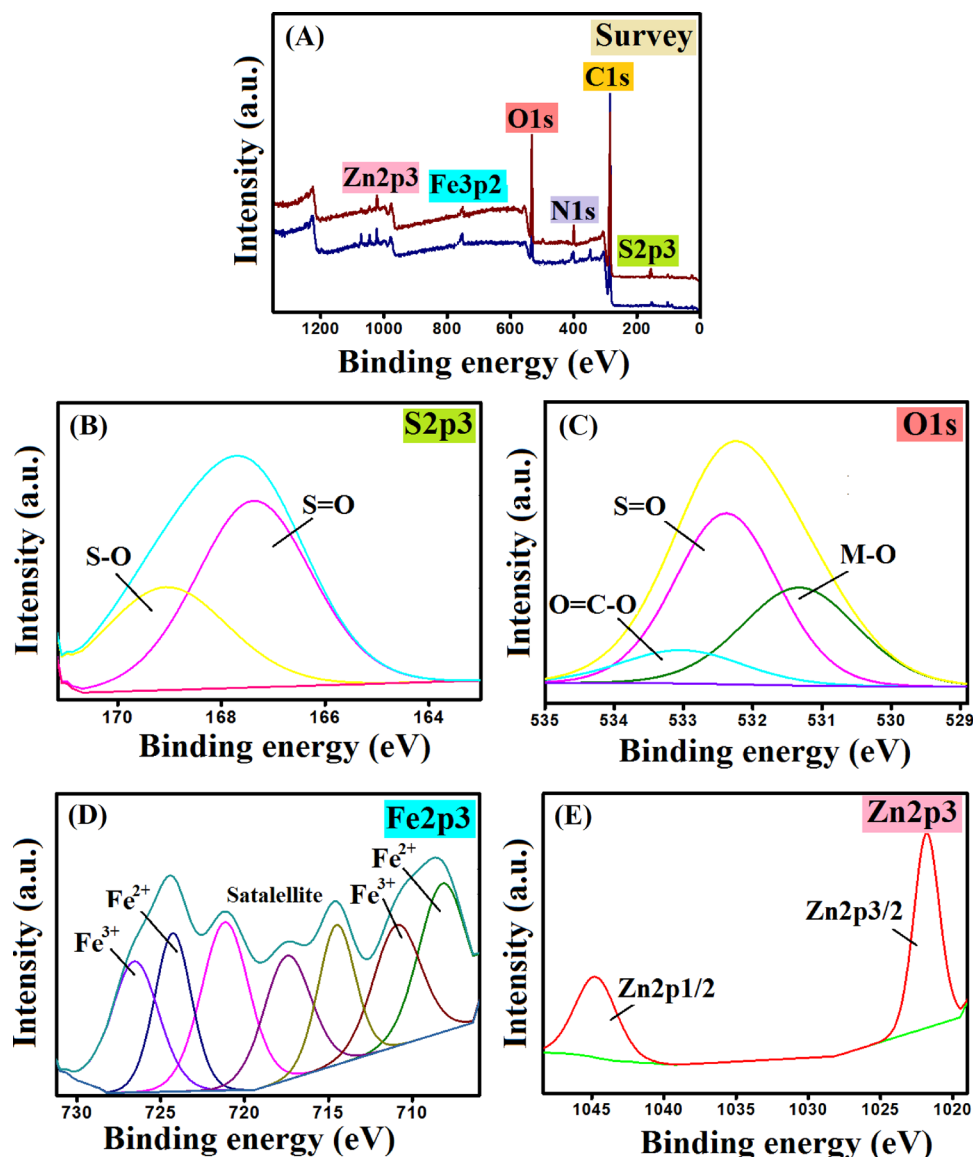 (A)
Survey
C1s
O1s
Zn2p3
Fe3p2
N1s
S2p3
Intensity (a.u.)
1200 1000 800 600 400 200 0
Binding energy (eV)
(B)
S2p3
S=O
S-O
Intensity (a.u.)
170 168 166 164
Binding energy (eV)
(C)
O1s
S=O
M-O
O=C-O
Intensity (a.u.)
535 534 533 532 531 530 529
Binding energy (eV)
(D)
Fe2p3
Fe2+
Fe3+
Satalellite
Fe2+
Fe3+
Intensity (a.u.)
730 725 720 715 710
Binding energy (eV)
(E)
Zn2p3
Zn2p3/2
Zn2p1/2
Intensity (a.u.)
1045 1040 1035 1030 1025 1020
Binding energy (eV)